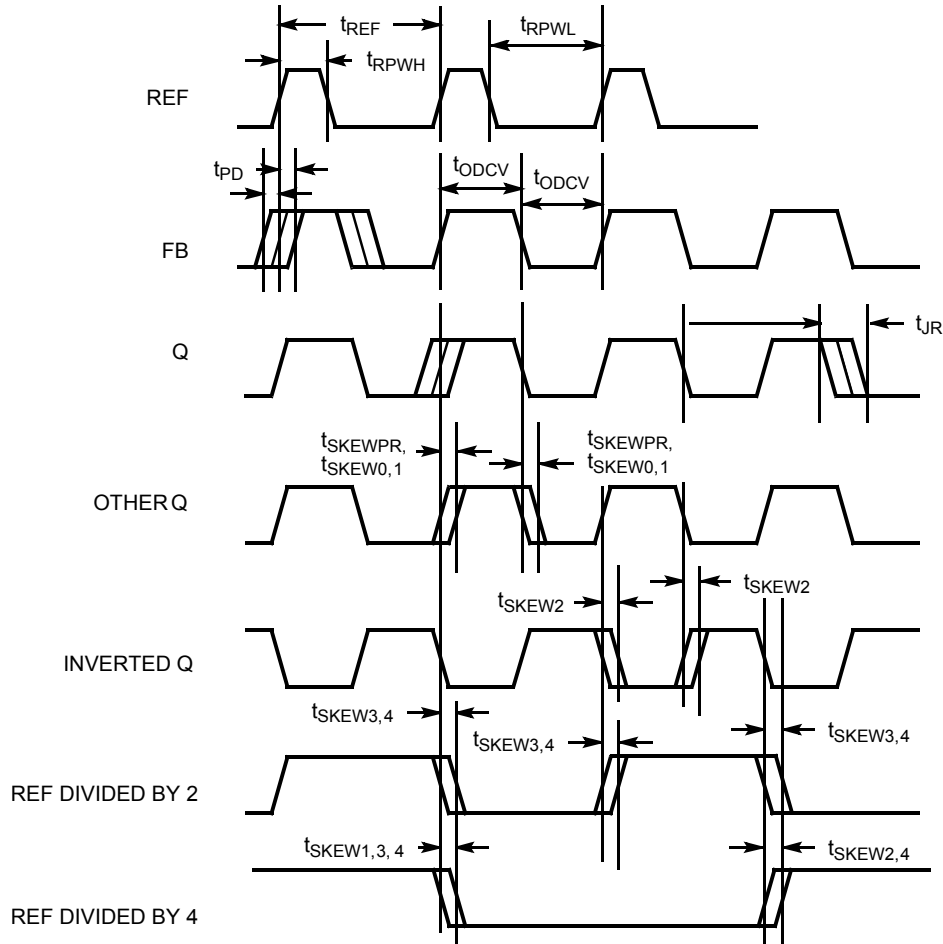 tREF
tRPWL
tRPWH
REF
tPD
tODCV
tODCV
FB
tJR
Q
tSKEWPR,
tSKEW0,1
tSKEWPR,
tSKEW0,1
OTHER Q
tSKEW2
tSKEW2
INVERTED Q
tSKEW3,4
tSKEW3,4
tSKEW3,4
REF DIVIDED BY 2
tSKEW1,3, 4
tSKEW2,4
REF DIVIDED BY 4